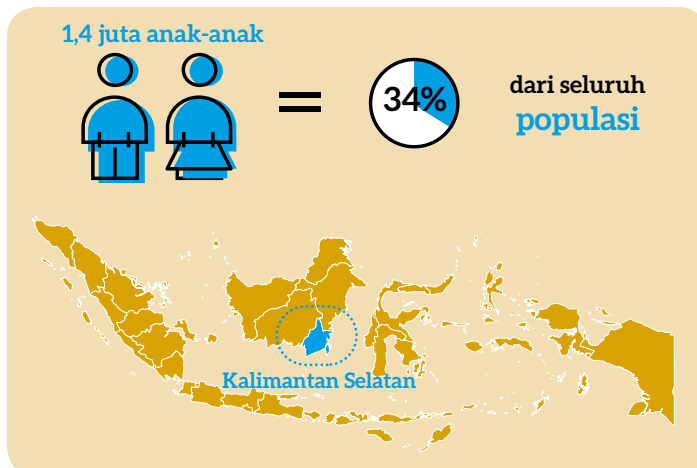 1,4 juta anak-anak
34%
dari seluruh
populasi
Kalimantan Selatan